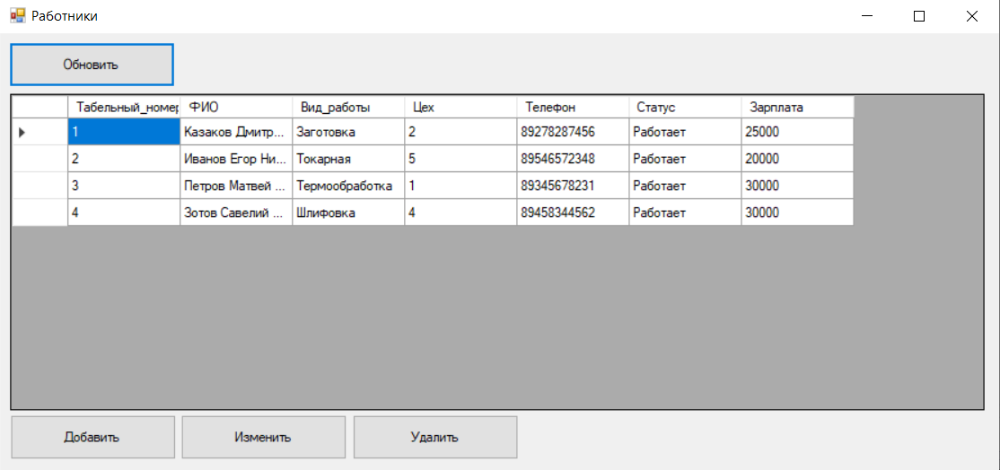 Работники
Обновить
Табельный_номер ФИО Вид_работы Цех Телефон Статус Зарплата
1 Казаков Дмитр... Заготовка 2 89278287456 Работает 25000
2 Иванов Егор Ни... Токарная 5 89546572348 Работает 20000
3 Петров Матвей ... Термообработка 1 89345678231 Работает 30000
4 Зотов Савелий ... Шлифовка 4 89458344562 Работает 30000
Добавить Изменить Удалить